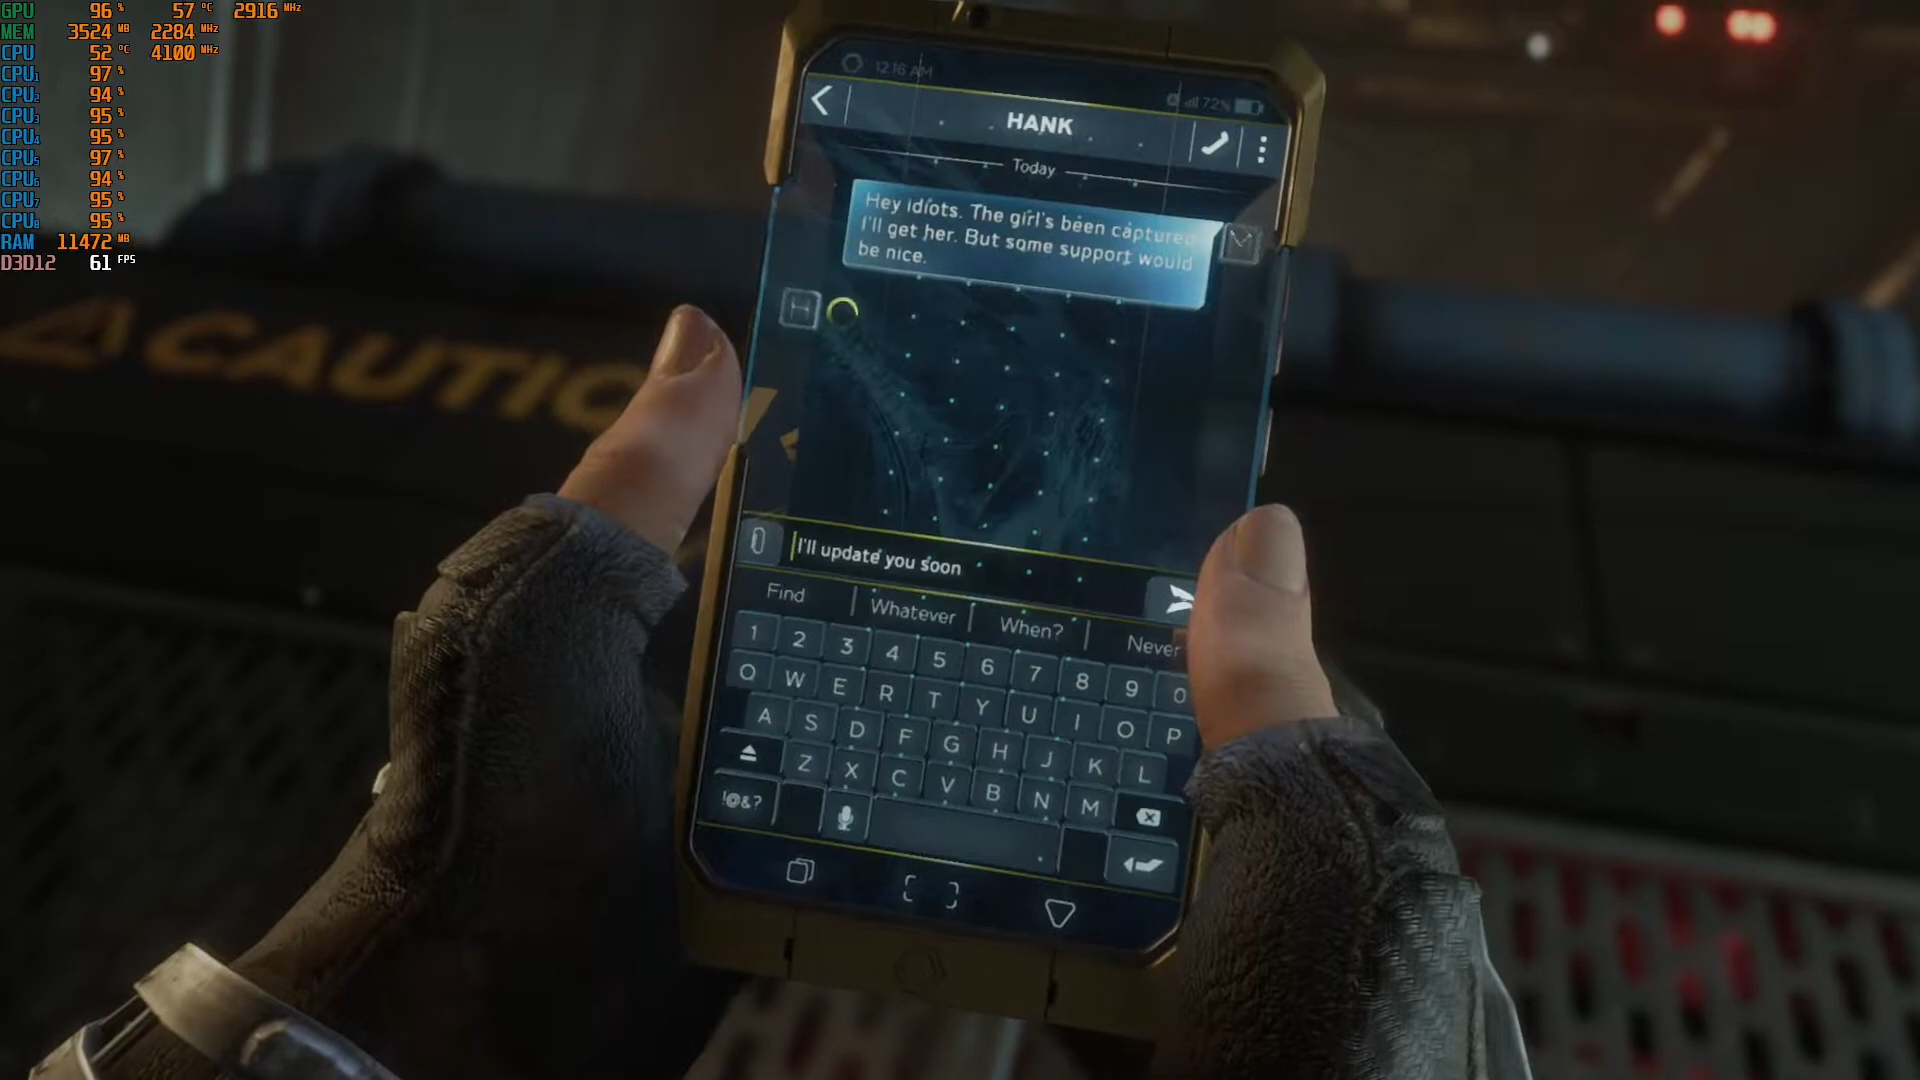 GPU 96 % 57 °C 2916 MHz
MEM 3524 MB 2284 MHz
CPU 52 °C 4100 MHz
CPU1 97 %
CPU2 94 %
CPU3 95 %
CPU4 95 %
CPU5 97 %
CPU6 94 %
CPU7 95 %
CPU8 95 %
RAM 11472 MB
D3D12 61 FPS
12:16 AM
72%
HANK
Today
Hey idiots. The girl's been captured
I'll get her. But some support would
be nice.
H
CAUTIO
I'll update you soon
Find Whatever When? Never
1 2 3 4 5 6 7 8 9 0
Q W E R T Y U I O P
A S D F G H J K L
Z X C V B N M
!@&?